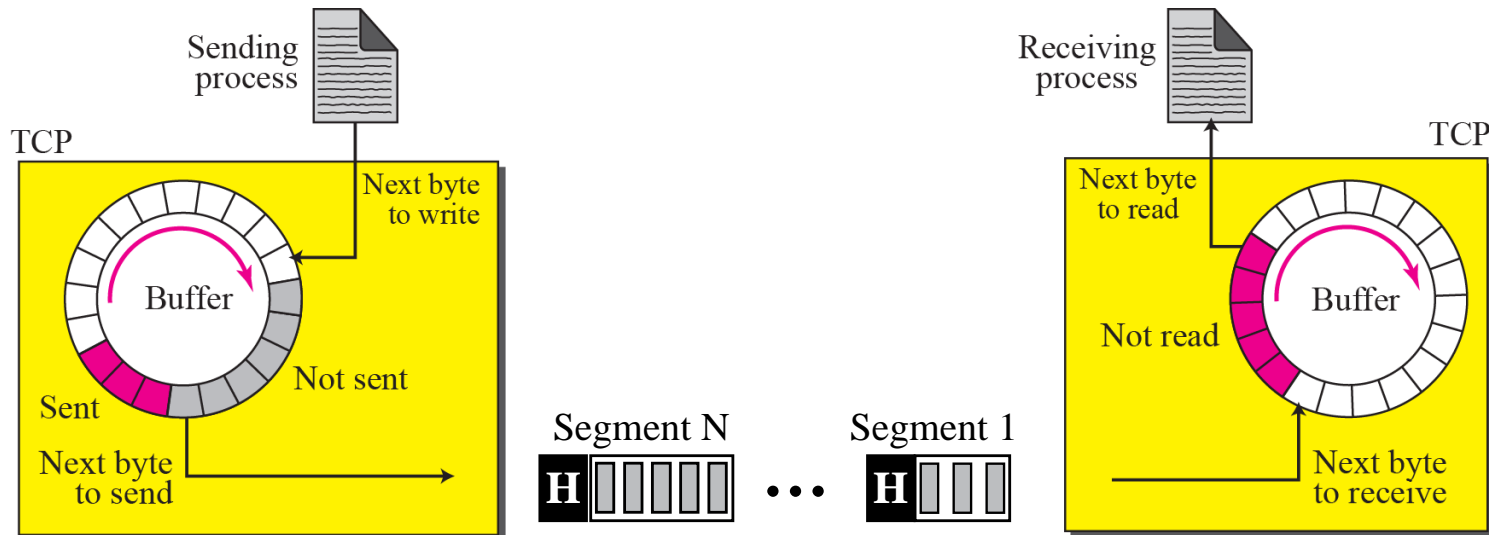 Sending
process
TCP
Next byte
to write
Buffer
Not sent
Sent
Next byte
to send
Segment N
H
...
Segment 1
H
Receiving
process
TCP
Next byte
to read
Buffer
Not read
Next byte
to receive